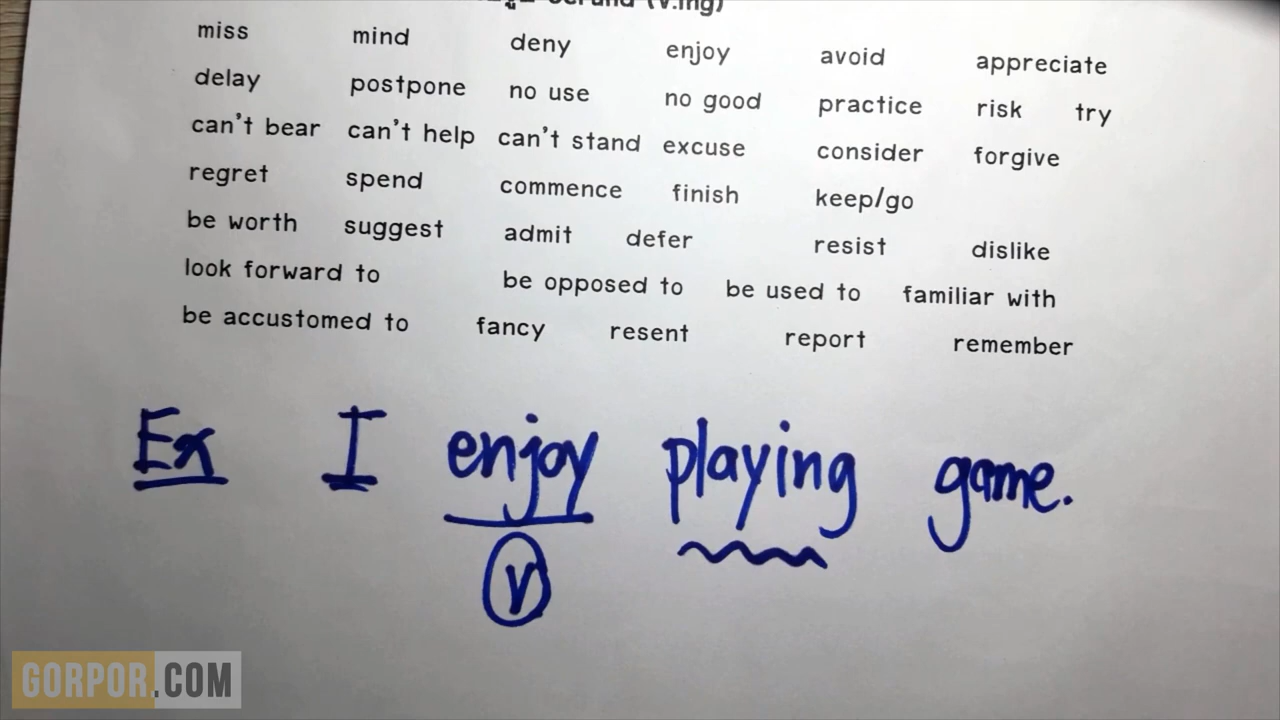 Gerund (V.ing)
miss mind deny enjoy avoid appreciate
delay postpone no use no good practice risk try
can't bear can't help can't stand excuse consider forgive
regret spend commence finish keep/go
be worth suggest admit defer resist dislike
look forward to be opposed to be used to familiar with
be accustomed to fancy resent report remember
Ex I enjoy playing game.
V
GORPOR.COM